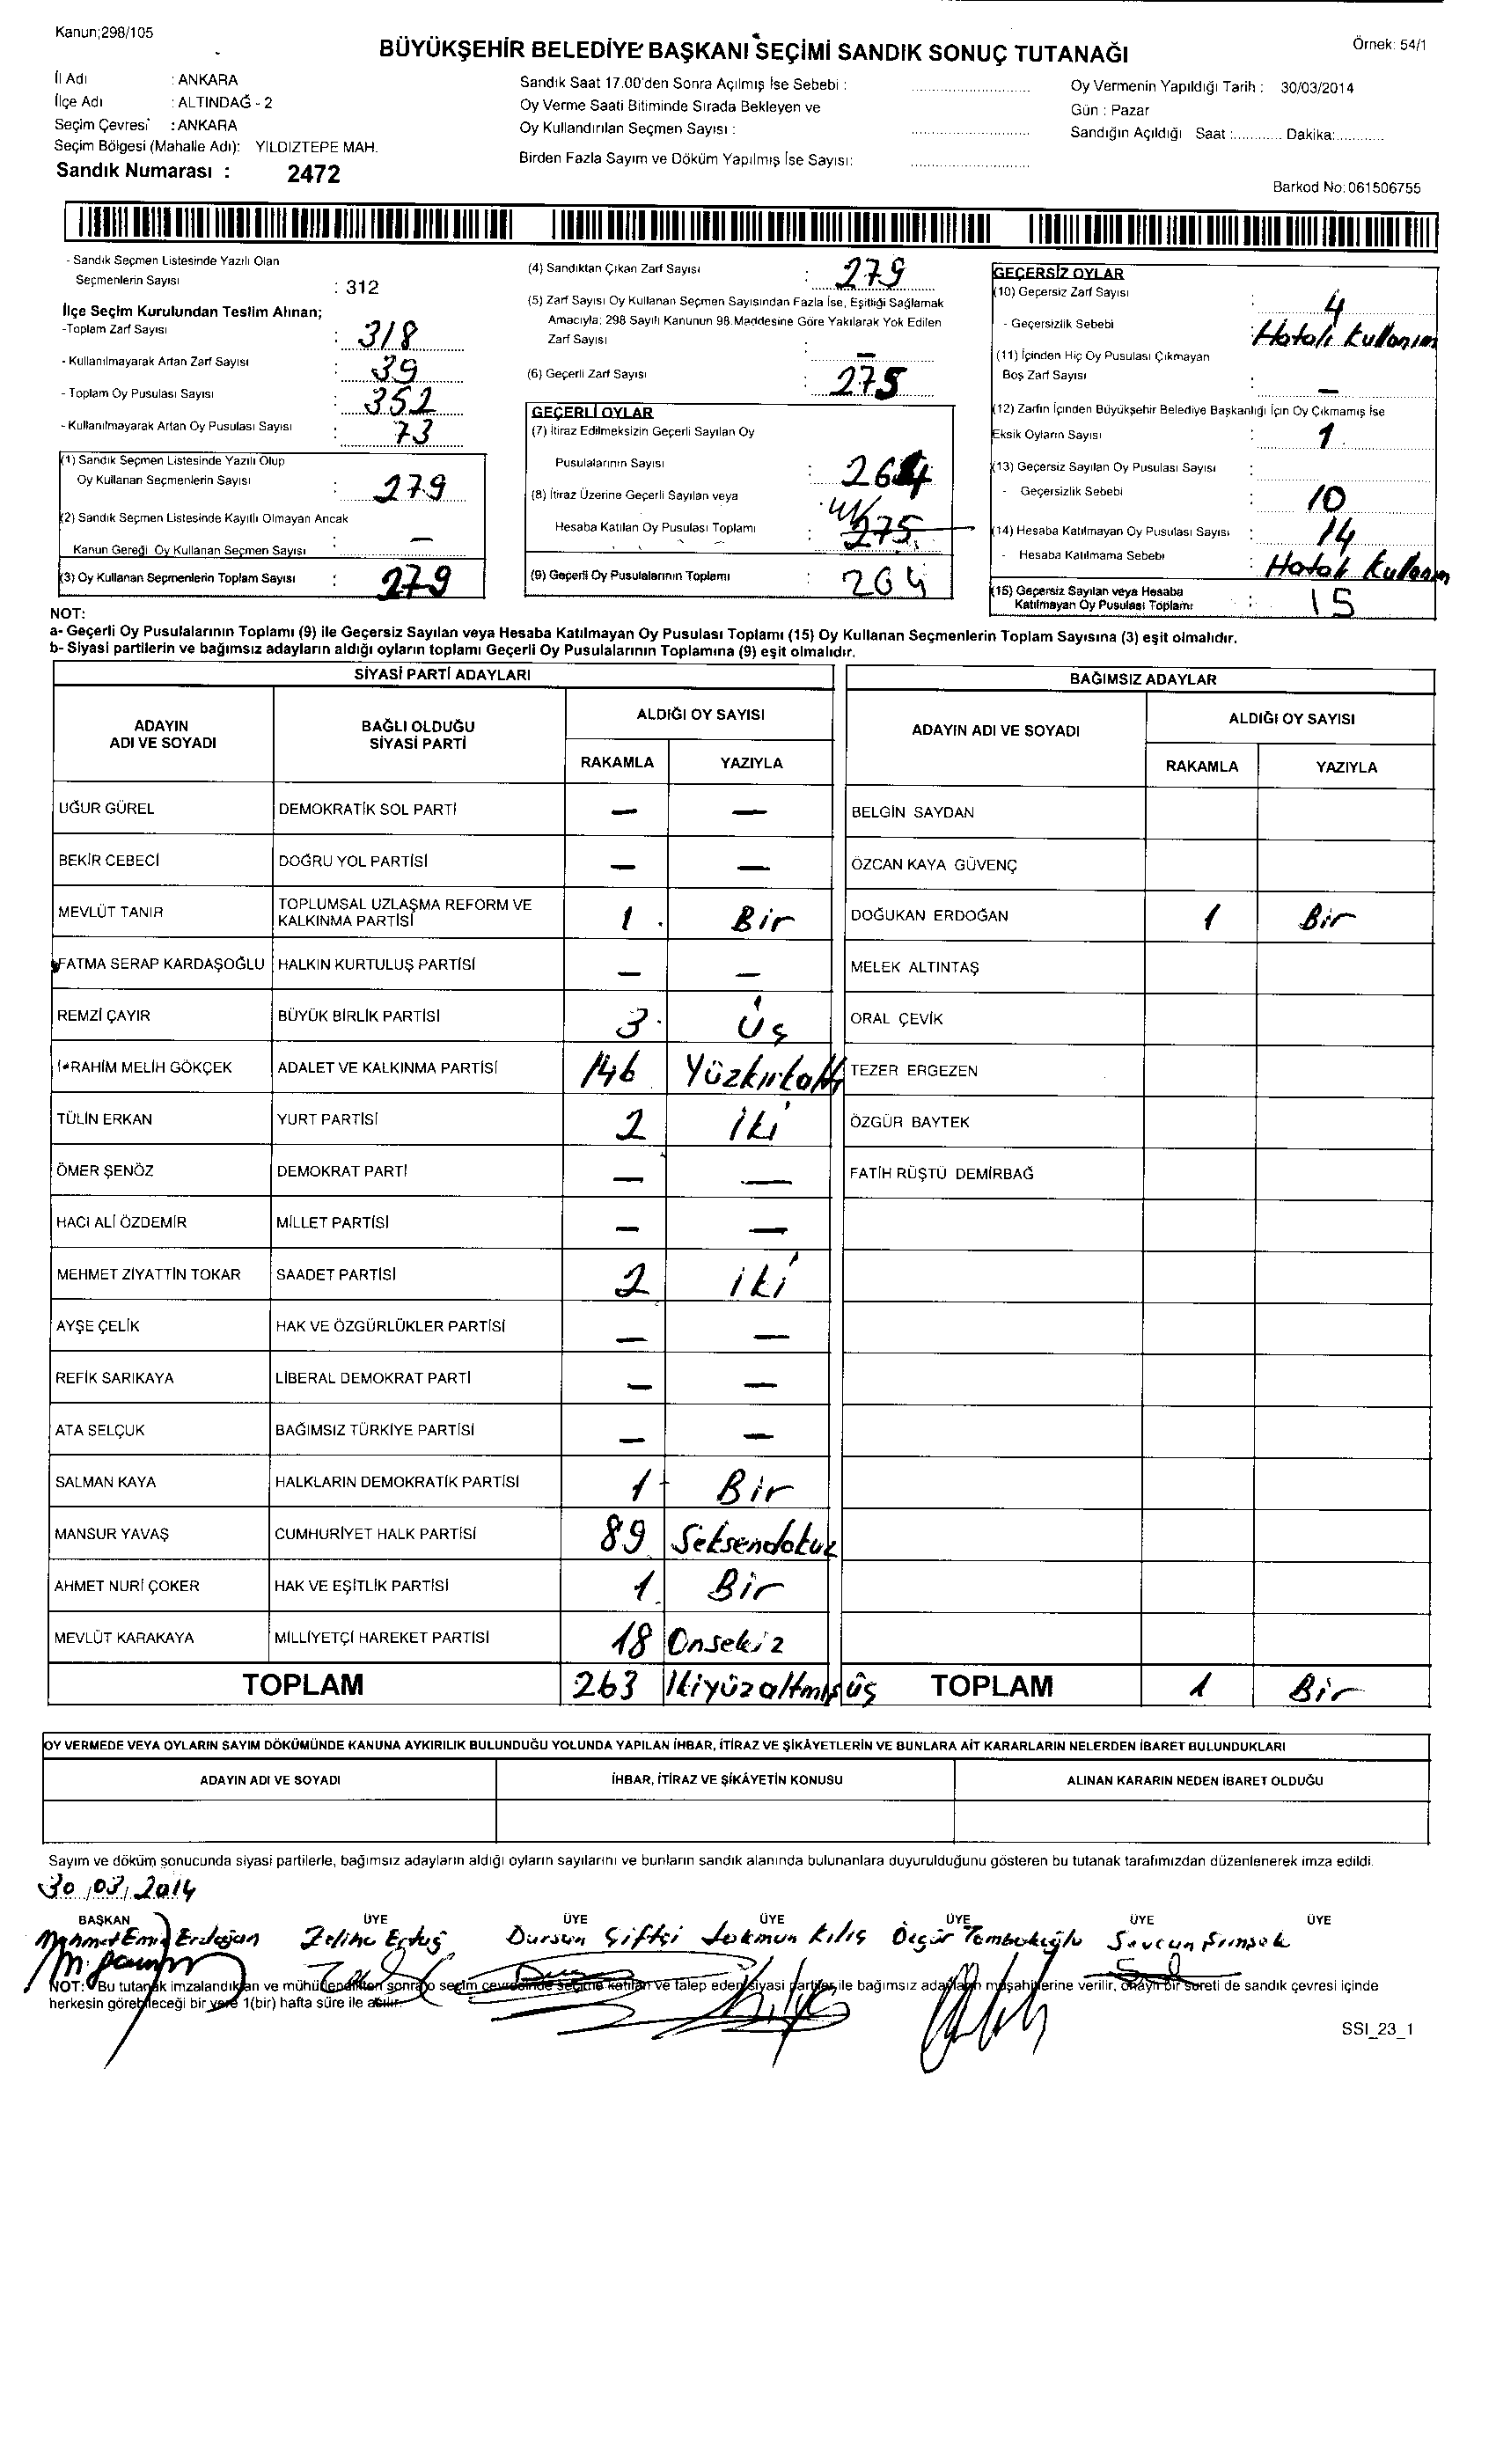 Kanun;298/105
BÜYÜKŞEHİR BELEDİYE BAŞKANI SEÇİMİ SANDIK SONUÇ TUTANAĞI
Örnek: 54/1
İl Adı : ANKARA
İlçe Adı : ALTINDAĞ - 2
Seçim Çevresi : ANKARA
Seçim Bölgesi (Mahalle Adı): YILDIZTEPE MAH.
Sandık Numarası : 2472
Sandık Saat 17.00'den Sonra Açılmış İse Sebebi :
Oy Verme Saati Bitiminde Sırada Bekleyen ve
Oy Kullandırılan Seçmen Sayısı :
Birden Fazla Sayım ve Döküm Yapılmış İse Sayısı:
Oy Vermenin Yapıldığı Tarih : 30/03/2014
Gün : Pazar
Sandığın Açıldığı Saat :............ Dakika:............
Barkod No:061506755
- Sandık Seçmen Listesinde Yazılı Olan
Seçmenlerin Sayısı : 312
İlçe Seçim Kurulundan Teslim Alınan;
-Toplam Zarf Sayısı : 318
- Kullanılmayarak Artan Zarf Sayısı : 39
- Toplam Oy Pusulası Sayısı : 352
- Kullanılmayarak Artan Oy Pusulası Sayısı : 73
(1) Sandık Seçmen Listesinde Yazılı Olup
Oy Kullanan Seçmenlerin Sayısı : 279
(2) Sandık Seçmen Listesinde Kayıtlı Olmayan Ancak
Kanun Gereği Oy Kullanan Seçmen Sayısı : –
(3) Oy Kullanan Seçmenlerin Toplam Sayısı : 279
(4) Sandıktan Çıkan Zarf Sayısı : 279
(5) Zarf Sayısı Oy Kullanan Seçmen Sayısından Fazla İse, Eşitliği Sağlamak
Amacıyla; 298 Sayılı Kanunun 98.Maddesine Göre Yakılarak Yok Edilen
Zarf Sayısı : –
(6) Geçerli Zarf Sayısı : 275
GEÇERLİ OYLAR
(7) İtiraz Edilmeksizin Geçerli Sayılan Oy
Pusulalarının Sayısı : 264
(8) İtiraz Üzerine Geçerli Sayılan veya
Hesaba Katılan Oy Pusulası Toplamı : 275
(9) Geçerli Oy Pusulalarının Toplamı : 264
GEÇERSİZ OYLAR
(10) Geçersiz Zarf Sayısı : 4
- Geçersizlik Sebebi : Hatalı kullanım
(11) İçinden Hiç Oy Pusulası Çıkmayan
Boş Zarf Sayısı : –
(12) Zarfın İçinden Büyükşehir Belediye Başkanlığı İçin Oy Çıkmamış İse
Eksik Oyların Sayısı : 1
(13) Geçersiz Sayılan Oy Pusulası Sayısı :
- Geçersizlik Sebebi : 10
(14) Hesaba Katılmayan Oy Pusulası Sayısı : 14
- Hesaba Katılmama Sebebi : Hatalı kullanım
(15) Geçersiz Sayılan veya Hesaba
Katılmayan Oy Pusulası Toplamı : 15
NOT:
a- Geçerli Oy Pusulalarının Toplamı (9) ile Geçersiz Sayılan veya Hesaba Katılmayan Oy Pusulası Toplamı (15) Oy Kullanan Seçmenlerin Toplam Sayısına (3) eşit olmalıdır.
b- Siyasi partilerin ve bağımsız adayların aldığı oyların toplamı Geçerli Oy Pusulalarının Toplamına (9) eşit olmalıdır.
SİYASİ PARTİ ADAYLARI
ADAYIN ADI VE SOYADI BAĞLI OLDUĞU SİYASİ PARTİ ALDIĞI OY SAYISI
RAKAMLA YAZIYLA
UĞUR GÜREL DEMOKRATİK SOL PARTİ – –
BEKİR CEBECİ DOĞRU YOL PARTİSİ – –
MEVLÜT TANIR TOPLUMSAL UZLAŞMA REFORM VE KALKINMA PARTİSİ 1 Bir
FATMA SERAP KARDAŞOĞLU HALKIN KURTULUŞ PARTİSİ – –
REMZİ ÇAYIR BÜYÜK BİRLİK PARTİSİ 3 Üç
İ*RAHİM MELİH GÖKÇEK ADALET VE KALKINMA PARTİSİ 146 Yüzkırkaltı
TÜLİN ERKAN YURT PARTİSİ 2 İki
ÖMER ŞENÖZ DEMOKRAT PARTİ – –
HACI ALİ ÖZDEMİR MİLLET PARTİSİ – –
MEHMET ZİYATTİN TOKAR SAADET PARTİSİ 2 iki
AYŞE ÇELİK HAK VE ÖZGÜRLÜKLER PARTİSİ – –
REFİK SARIKAYA LİBERAL DEMOKRAT PARTİ – –
ATA SELÇUK BAĞIMSIZ TÜRKİYE PARTİSİ – –
SALMAN KAYA HALKLARIN DEMOKRATİK PARTİSİ 1 Bir
MANSUR YAVAŞ CUMHURİYET HALK PARTİSİ 89 Seksendokuz
AHMET NURİ ÇOKER HAK VE EŞİTLİK PARTİSİ 1 Bir
MEVLÜT KARAKAYA MİLLİYETÇİ HAREKET PARTİSİ 18 Onsekiz
TOPLAM 263 İkiyüzaltmışüç
BAĞIMSIZ ADAYLAR
ADAYIN ADI VE SOYADI ALDIĞI OY SAYISI
RAKAMLA YAZIYLA
BELGİN SAYDAN
ÖZCAN KAYA GÜVENÇ
DOĞUKAN ERDOĞAN 1 Bir
MELEK ALTINTAŞ
ORAL ÇEVİK
TEZER ERGEZEN
ÖZGÜR BAYTEK
FATİH RÜŞTÜ DEMİRBAĞ
TOPLAM 1 Bir
OY VERMEDE VEYA OYLARIN SAYIM DÖKÜMÜNDE KANUNA AYKIRILIK BULUNDUĞU YOLUNDA YAPILAN İHBAR, İTİRAZ VE ŞİKÂYETLERİN VE BUNLARA AİT KARARLARIN NELERDEN İBARET BULUNDUKLARI
ADAYIN ADI VE SOYADI İHBAR, İTİRAZ VE ŞİKÂYETİN KONUSU ALINAN KARARIN NEDEN İBARET OLDUĞU
Sayım ve döküm sonucunda siyasi partilerle, bağımsız adayların aldığı oyların sayılarını ve bunların sandık alanında bulunanlara duyurulduğunu gösteren bu tutanak tarafımızdan düzenlenerek imza edildi.
30/03/2014
BAŞKAN ÜYE ÜYE ÜYE ÜYE ÜYE ÜYE
Mehmet Emin Erdoğan Zeliha Ertuş Dursun Çiftçi Lokman Kılıç Özgür
NOT: Bu tutanak imzalandıktan ve mühürlendikten sonra o seçim çevresinde seçime katılan ve talep eden siyasi partiler ile bağımsız adayların müşahitlerine verilir, onaylı bir sureti de sandık çevresi içinde
herkesin görebileceği bir yere 1(bir) hafta süre ile asılır.
SSI_23_1